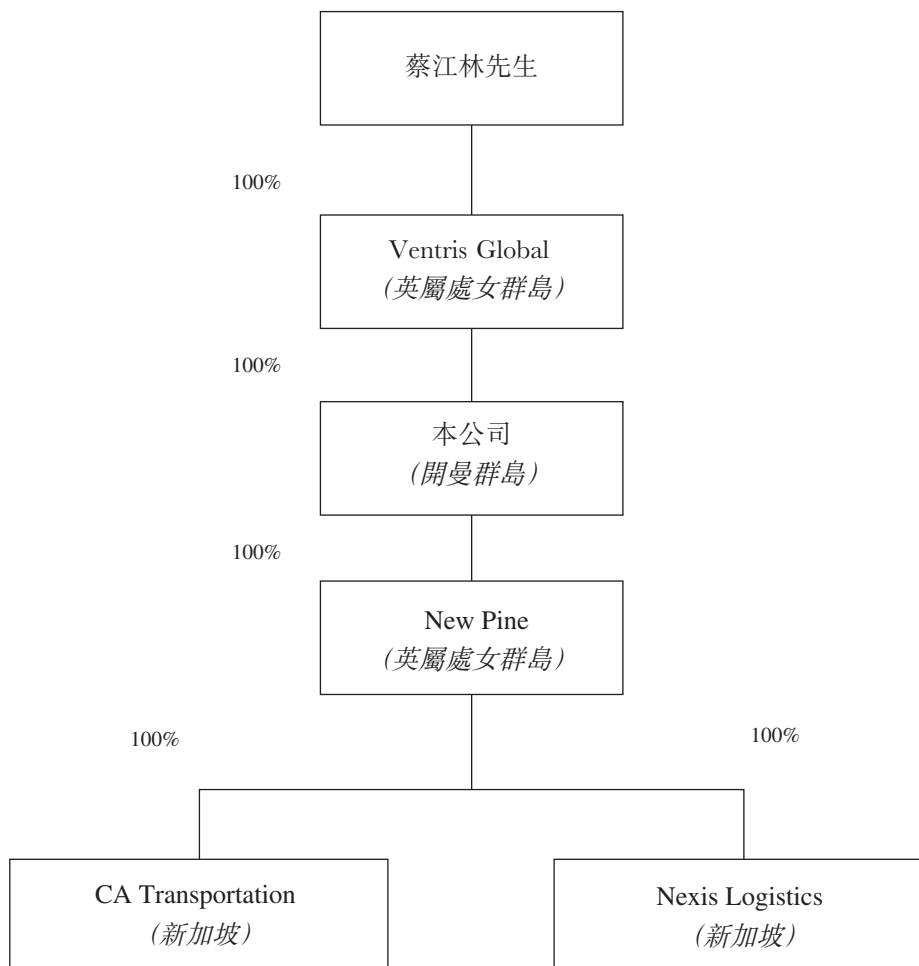 蔡江林先生
100%
Ventris Global
(英屬處女群島)
100%
本公司
(開曼群島)
100%
New Pine
(英屬處女群島)
100%
100%
CA Transportation
(新加坡)
Nexis Logistics
(新加坡)